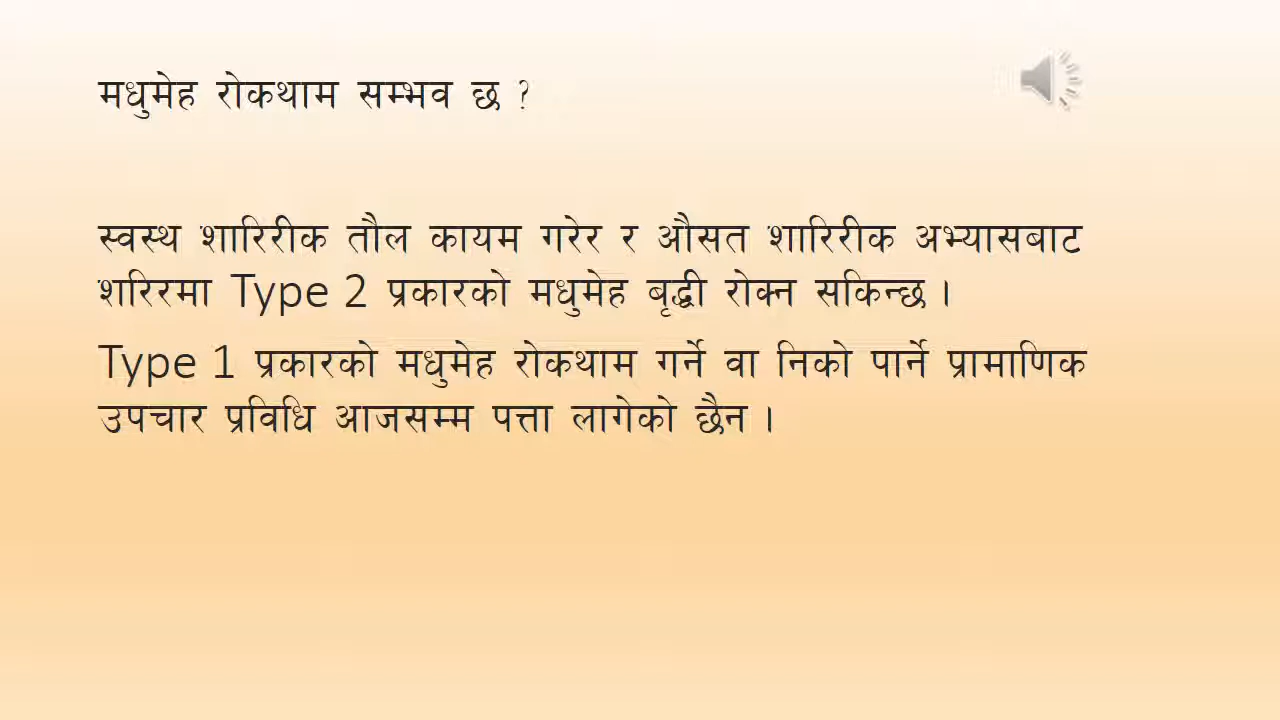 मधुमेह रोकथाम सम्भव छ ?
स्वस्थ शारिरीक तौल कायम गरेर र औसत शारिरीक अभ्यासबाट
शरिरमा Type 2 प्रकारको मधुमेह बृद्धी रोक्न सकिन्छ ।
Type 1 प्रकारको मधुमेह रोकथाम गर्ने वा निको पार्ने प्रामाणिक
उपचार प्रविधि आजसम्म पत्ता लागेको छैन ।